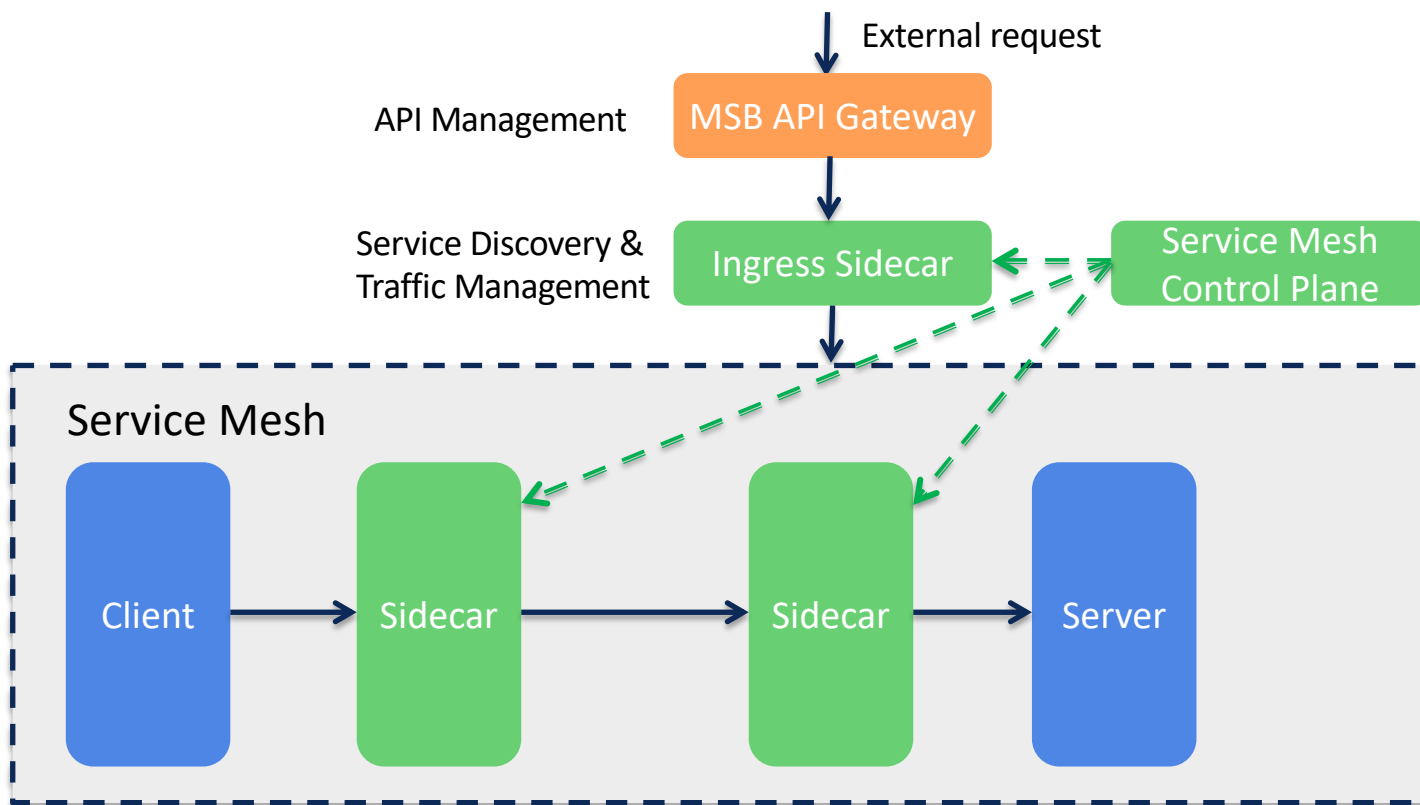 External request
API Management
MSB API Gateway
Service Discovery &
Traffic Management
Ingress Sidecar
Service Mesh
Control Plane
Service Mesh
Client
Sidecar
Sidecar
Server